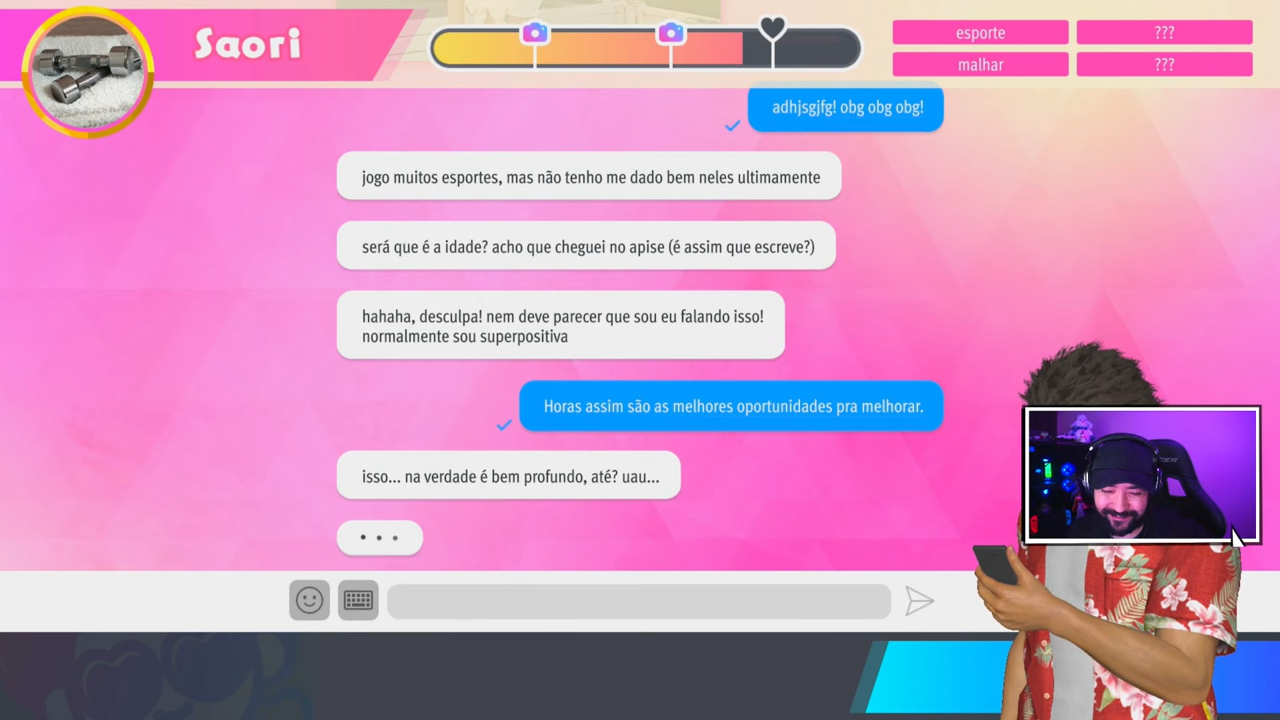 Saori
esporte
???
malhar
???
adhjsgjfg! obg obg obg!
jogo muitos esportes, mas não tenho me dado bem neles ultimamente
será que é a idade? acho que cheguei no apise (é assim que escreve?)
hahaha, desculpa! nem deve parecer que sou eu falando isso!
normalmente sou superpositiva
Horas assim são as melhores oportunidades pra melhorar.
isso... na verdade é bem profundo, até? uau...